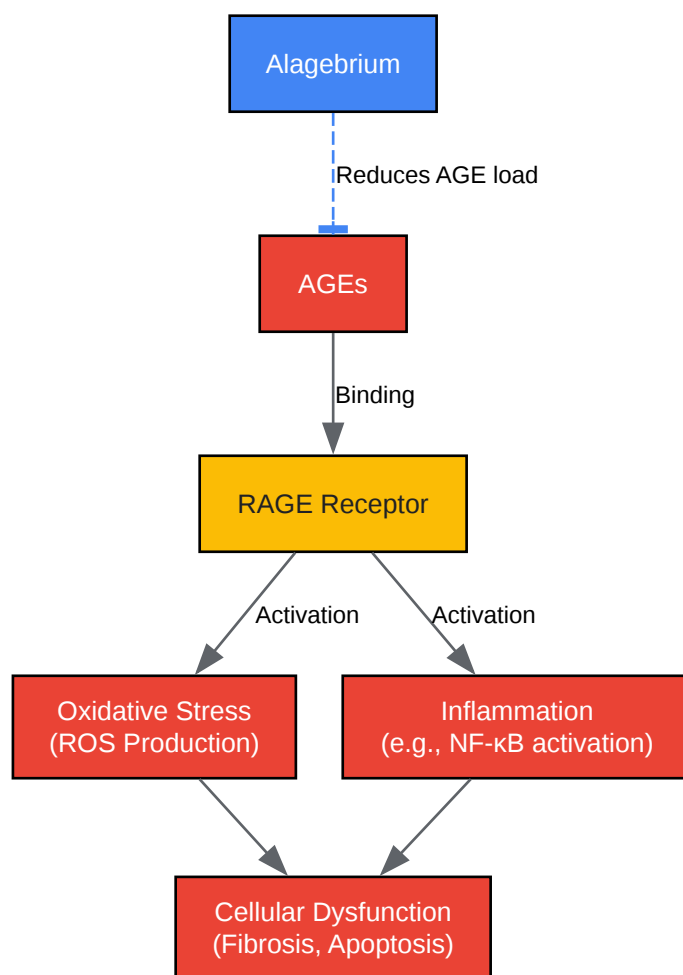 Alagebrium
Reduces AGE load
AGEs
Binding
RAGE Receptor
Activation
Activation
Oxidative Stress
(ROS Production)
Inflammation
(e.g., NF-κB activation)
Cellular Dysfunction
(Fibrosis, Apoptosis)